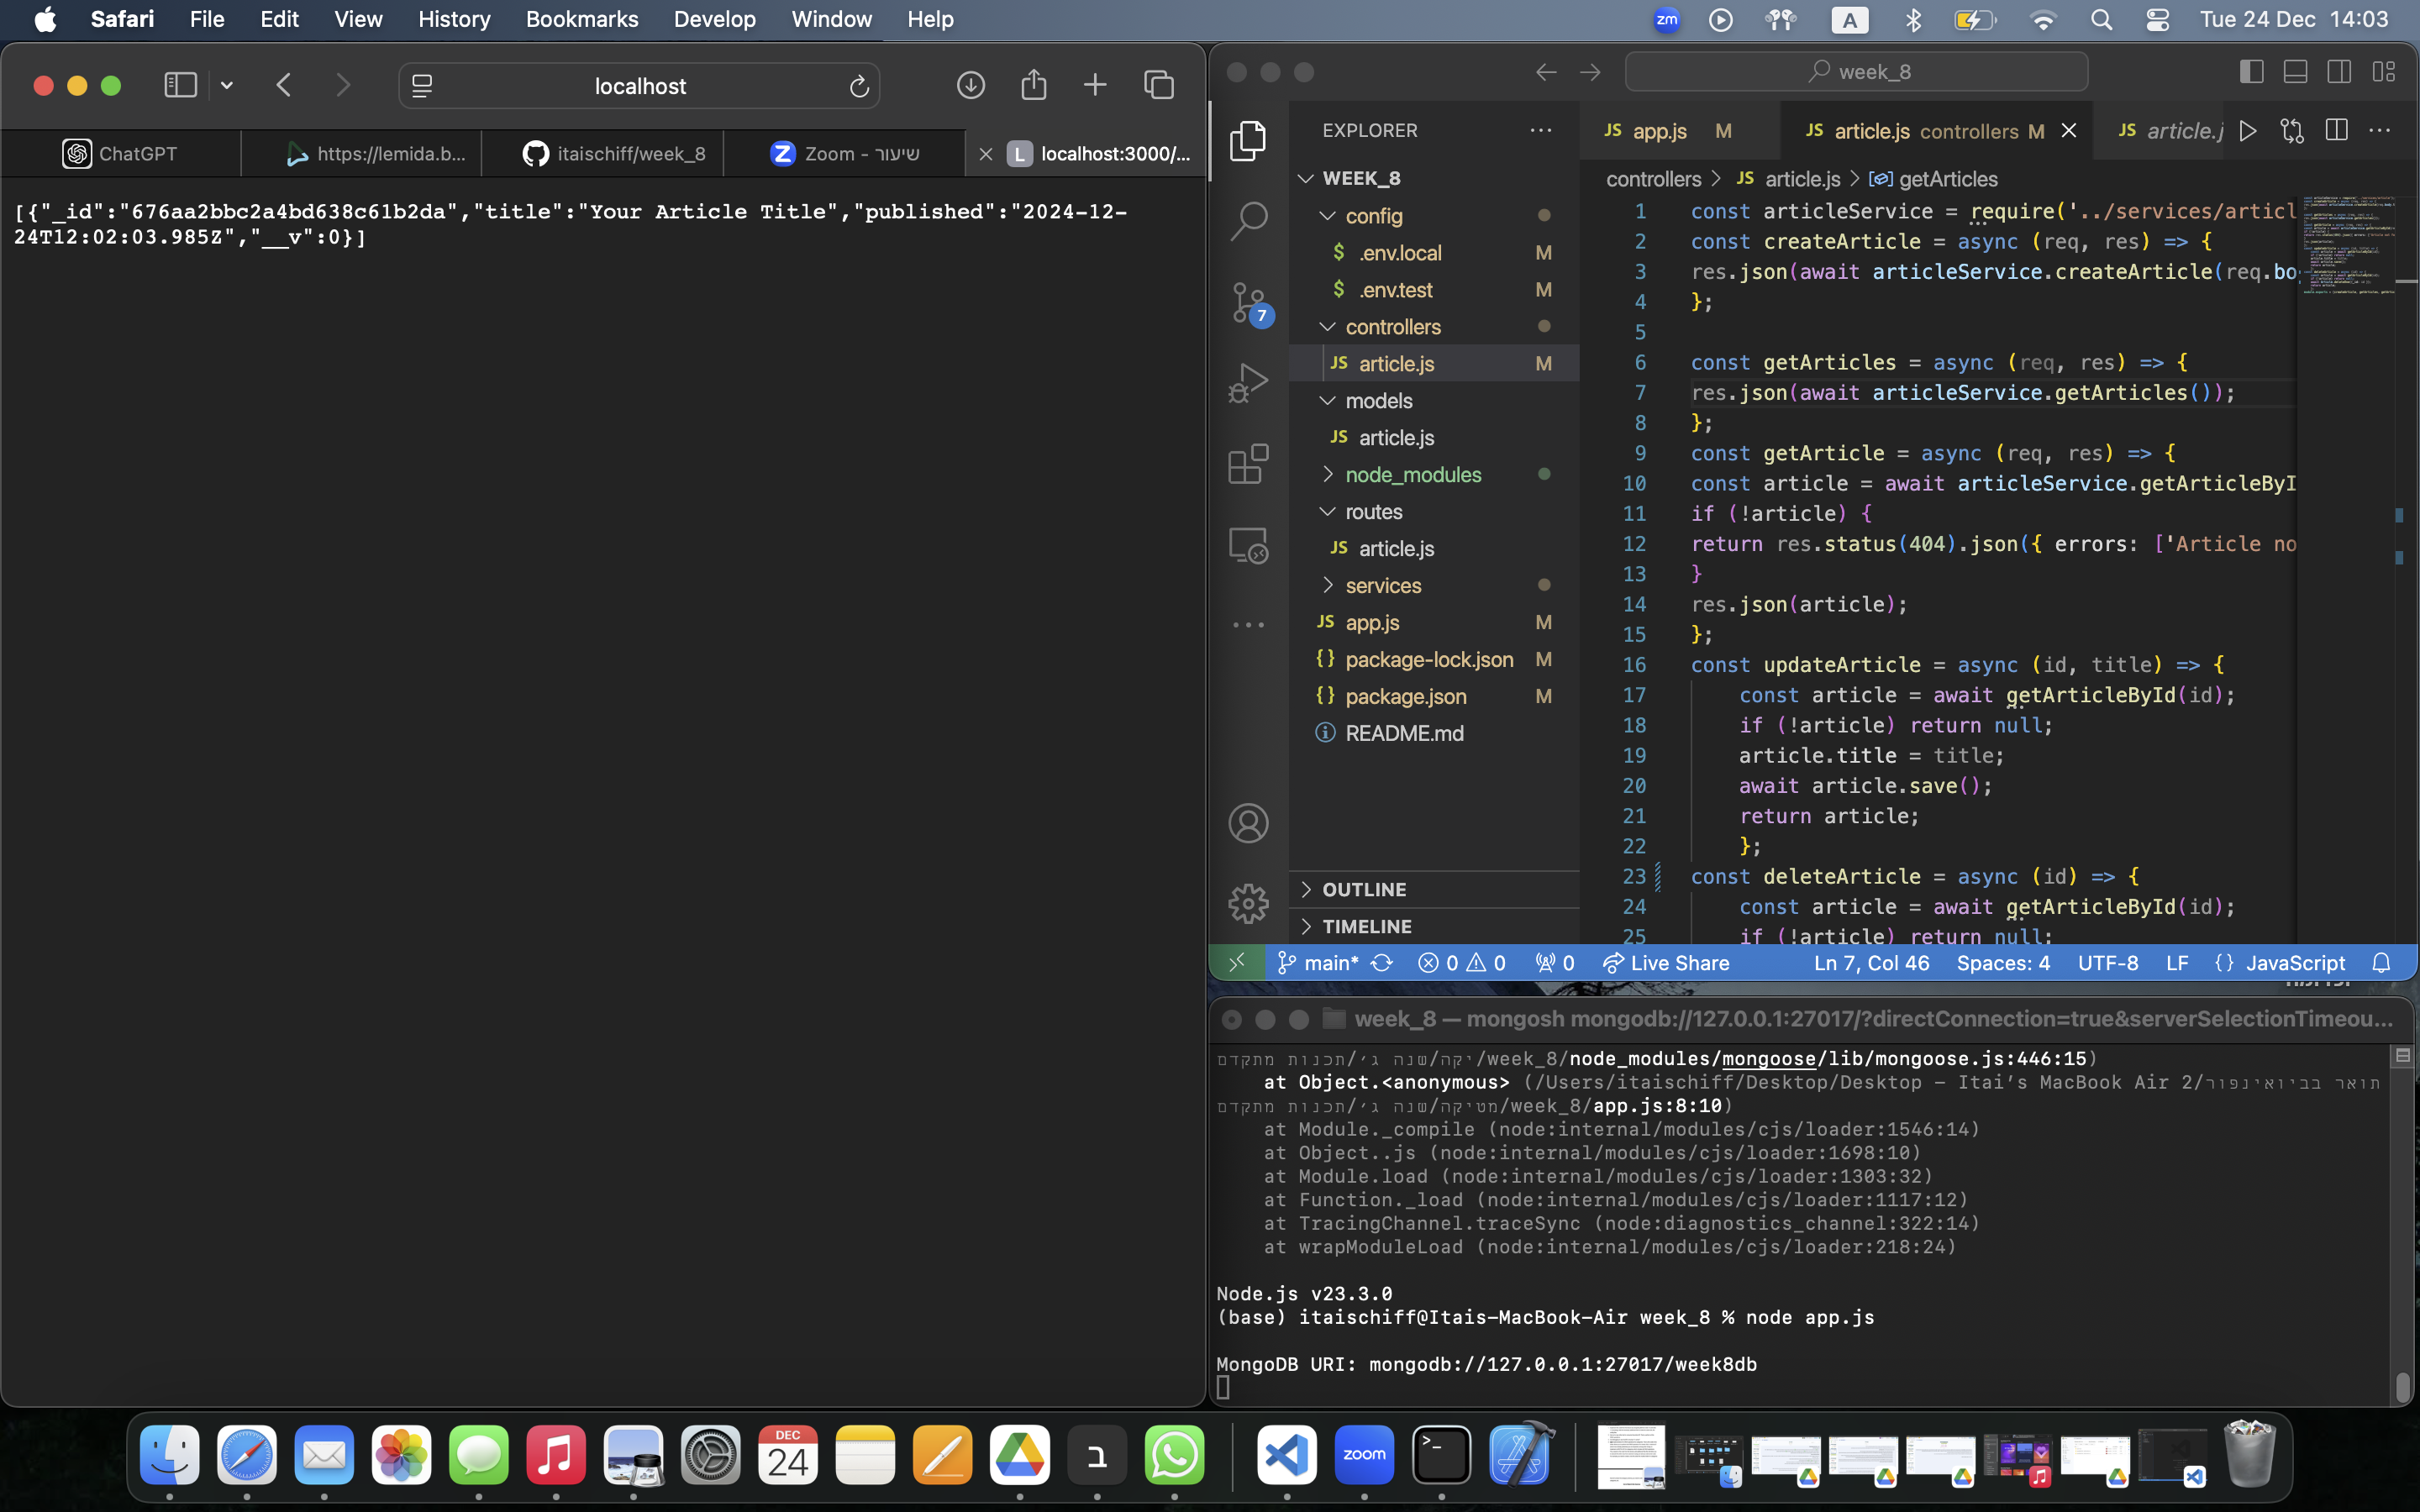 Safari File Edit View History Bookmarks Develop Window Help zm A Tue 24 Dec 14:03
localhost
ChatGPT
https://lemida.b...
itaischiff/week_8
Zoom - שיעור
L localhost:3000/...
[{"_id":"676aa2bbc2a4bd638c61b2da","title":"Your Article Title","published":"2024-12-
24T12:02:03.985Z","__v":0}]
week_8
EXPLORER
WEEK_8
config
$ .env.local M
$ .env.test M
controllers
JS article.js M
models
JS article.js
node_modules
routes
JS article.js
services
JS app.js M
{} package-lock.json M
{} package.json M
README.md
OUTLINE
TIMELINE
7
JS app.js M
JS article.js controllers M
JS article.j
controllers > JS article.js > getArticles
1 const articleService = require('../services/articl
2 const createArticle = async (req, res) => {
3 res.json(await articleService.createArticle(req.bo
4 };
5
6 const getArticles = async (req, res) => {
7 res.json(await articleService.getArticles());
8 };
9 const getArticle = async (req, res) => {
10 const article = await articleService.getArticleByI
11 if (!article) {
12 return res.status(404).json({ errors: ['Article no
13 }
14 res.json(article);
15 };
16 const updateArticle = async (id, title) => {
17 const article = await getArticleById(id);
18 if (!article) return null;
19 article.title = title;
20 await article.save();
21 return article;
22 };
23 const deleteArticle = async (id) => {
24 const article = await getArticleById(id);
25 if (!article) return null;
main* 0 0 0 Live Share Ln 7, Col 46 Spaces: 4 UTF-8 LF {} JavaScript
week_8 — mongosh mongodb://127.0.0.1:27017/?directConnection=true&serverSelectionTimeou...
יקה/שנה ג׳/תכנות מתקדם/week_8/node_modules/mongoose/lib/mongoose.js:446:15)
at Object.<anonymous> (/Users/itaischiff/Desktop/Desktop – Itai’s MacBook Air 2/תואר בביואינפור
מטיקה/שנה ג׳/תכנות מתקדם/week_8/app.js:8:10)
at Module._compile (node:internal/modules/cjs/loader:1546:14)
at Object..js (node:internal/modules/cjs/loader:1698:10)
at Module.load (node:internal/modules/cjs/loader:1303:32)
at Function._load (node:internal/modules/cjs/loader:1117:12)
at TracingChannel.traceSync (node:diagnostics_channel:322:14)
at wrapModuleLoad (node:internal/modules/cjs/loader:218:24)
Node.js v23.3.0
(base) itaischiff@Itais-MacBook-Air week_8 % node app.js
MongoDB URI: mongodb://127.0.0.1:27017/week8db
DEC
24
ב
zoom